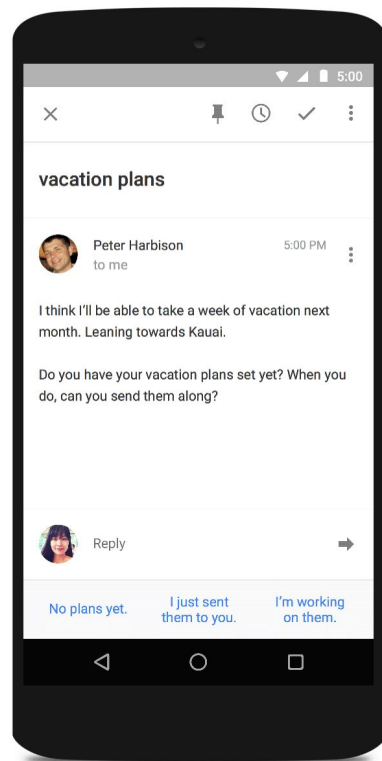 5:00
vacation plans
Peter Harbison
5:00 PM
to me
I think I'll be able to take a week of vacation next
month. Leaning towards Kauai.
Do you have your vacation plans set yet? When you
do, can you send them along?
Reply
No plans yet.
I just sent
them to you.
I'm working
on them.